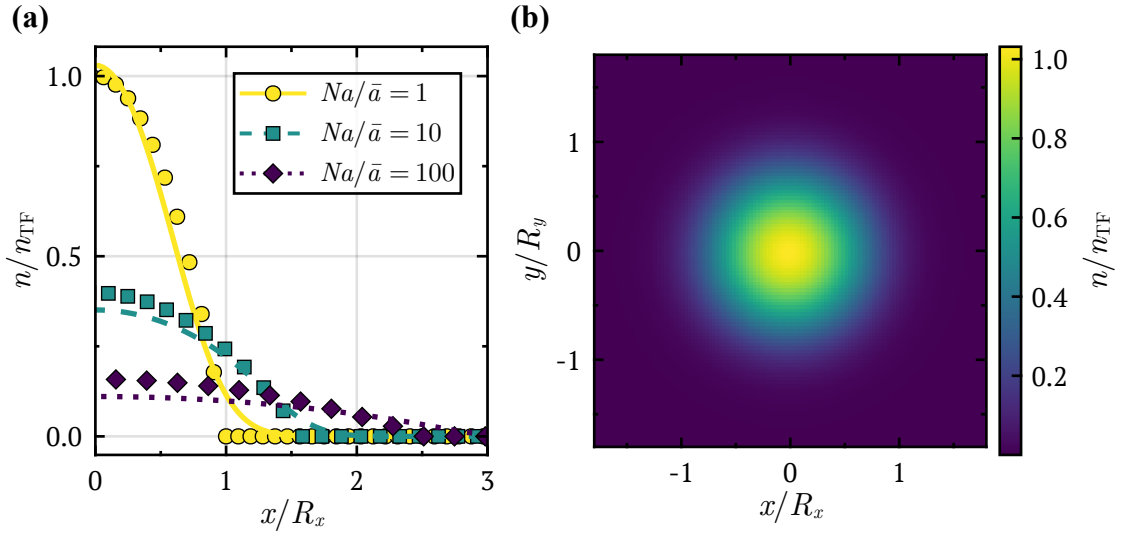 (a)
n/n_TF
1.0
0.5
0.0
0
1
2
3
x/R_x
Na/ā = 1
Na/ā = 10
Na/ā = 100
(b)
y/R_y
1
0
-1
-1
0
1
x/R_x
1.0
0.8
0.6
0.4
0.2
n/n_TF